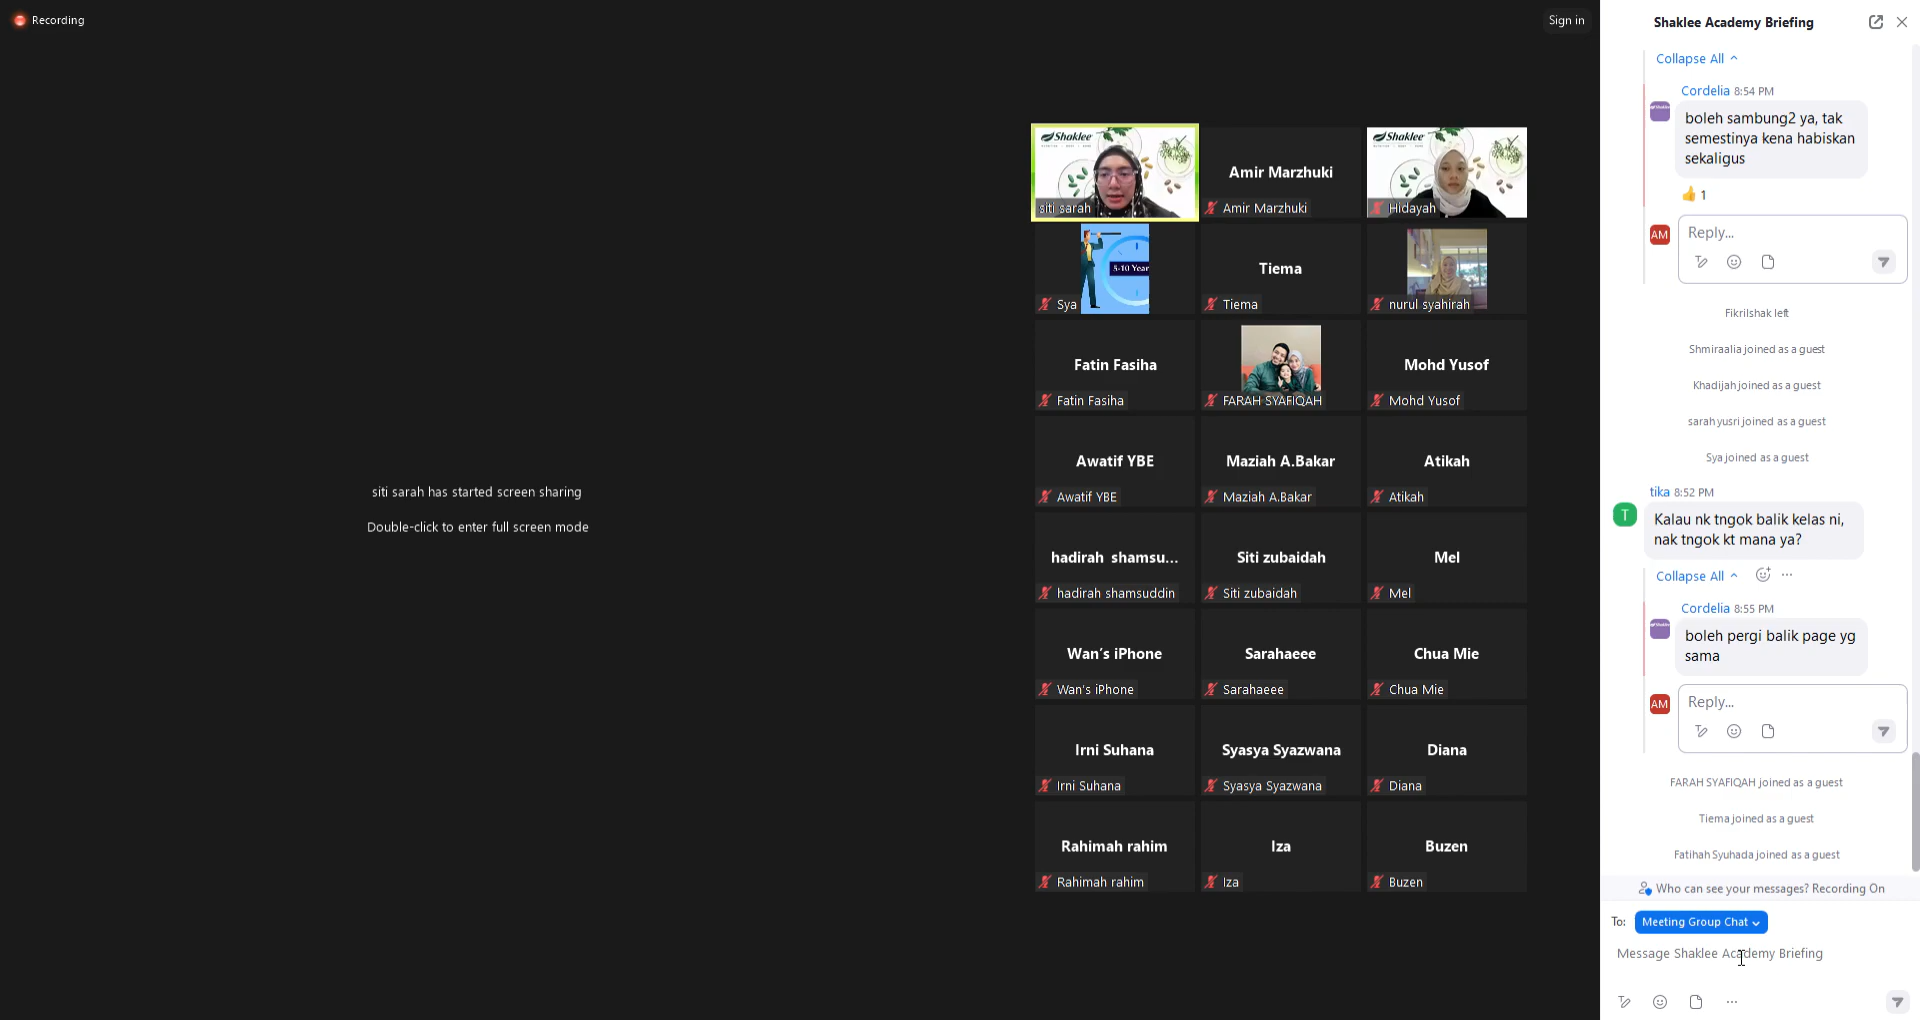 Recording
Sign in
Shaklee
siti sarah
Amir Marzhuki
Amir Marzhuki
Shaklee
Hidayah
5-10 Year
Sya
Tiema
Tiema
nurul syahirah
Fatin Fasiha
Fatin Fasiha
FARAH SYAFIQAH
Mohd Yusof
Mohd Yusof
Awatif YBE
Awatif YBE
Maziah A.Bakar
Maziah A.Bakar
Atikah
Atikah
hadirah shamsu...
hadirah shamsuddin
Siti zubaidah
Siti zubaidah
Mel
Mel
Wan's iPhone
Wan's iPhone
Sarahaeee
Sarahaeee
Chua Mie
Chua Mie
Irni Suhana
Irni Suhana
Syasya Syazwana
Syasya Syazwana
Diana
Diana
Rahimah rahim
Rahimah rahim
Iza
Iza
Buzen
Buzen
siti sarah has started screen sharing
Double-click to enter full screen mode
Shaklee Academy Briefing
Collapse All
Cordelia 8:54 PM
boleh sambung2 ya, tak
semestinya kena habiskan
sekaligus
👍 1
AM
Reply...
Fikrilshak left
Shmiraalia joined as a guest
Khadijah joined as a guest
sarah yusri joined as a guest
Sya joined as a guest
tika 8:52 PM
T
Kalau nk tngok balik kelas ni,
nak tngok kt mana ya?
Collapse All
Cordelia 8:55 PM
boleh pergi balik page yg
sama
AM
Reply...
FARAH SYAFIQAH joined as a guest
Tiema joined as a guest
Fatihah Syuhada joined as a guest
Who can see your messages? Recording On
To: Meeting Group Chat
Message Shaklee Academy Briefing